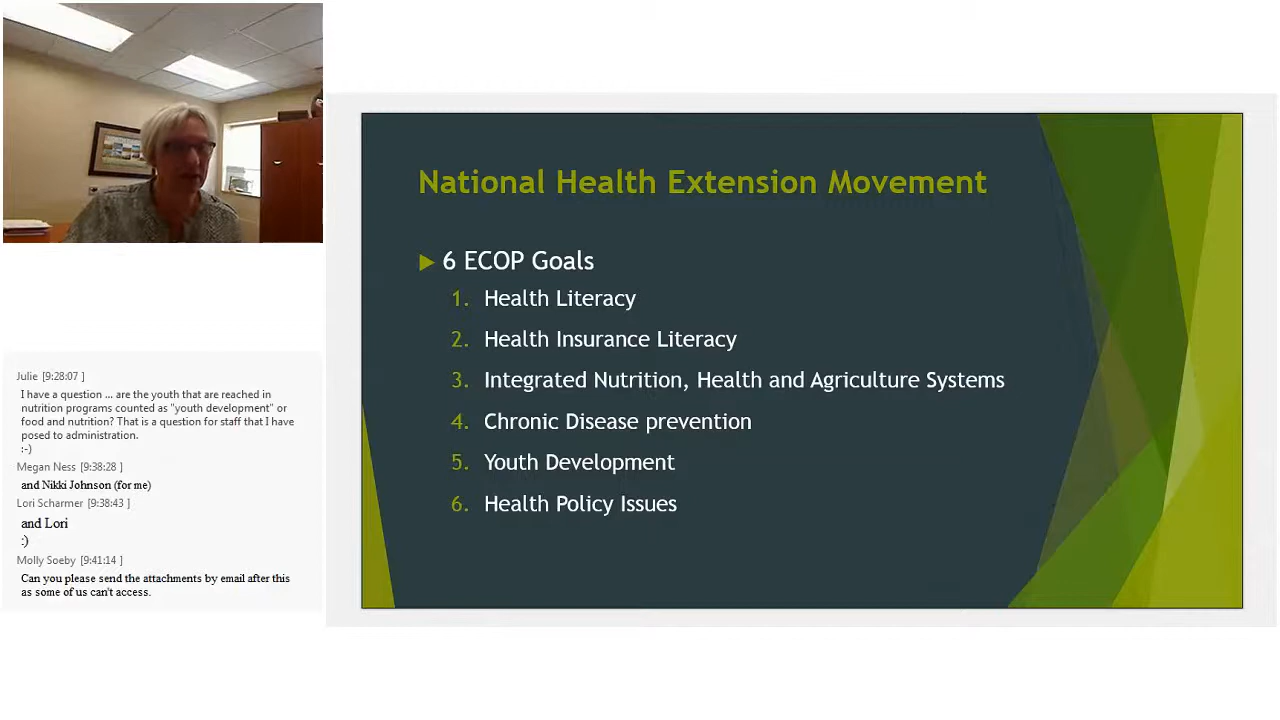 National Health Extension Movement
6 ECOP Goals
1. Health Literacy
2. Health Insurance Literacy
3. Integrated Nutrition, Health and Agriculture Systems
4. Chronic Disease prevention
5. Youth Development
6. Health Policy Issues
Julie [9:28:07 ]
I have a question ... are the youth that are reached in
nutrition programs counted as "youth development" or
food and nutrition? That is a question for staff that I have
posed to administration.
:-)
Megan Ness [9:38:28 ]
and Nikki Johnson (for me)
Lori Scharmer [9:38:43 ]
and Lori
:)
Molly Soeby [9:41:14 ]
Can you please send the attachments by email after this
as some of us can't access.